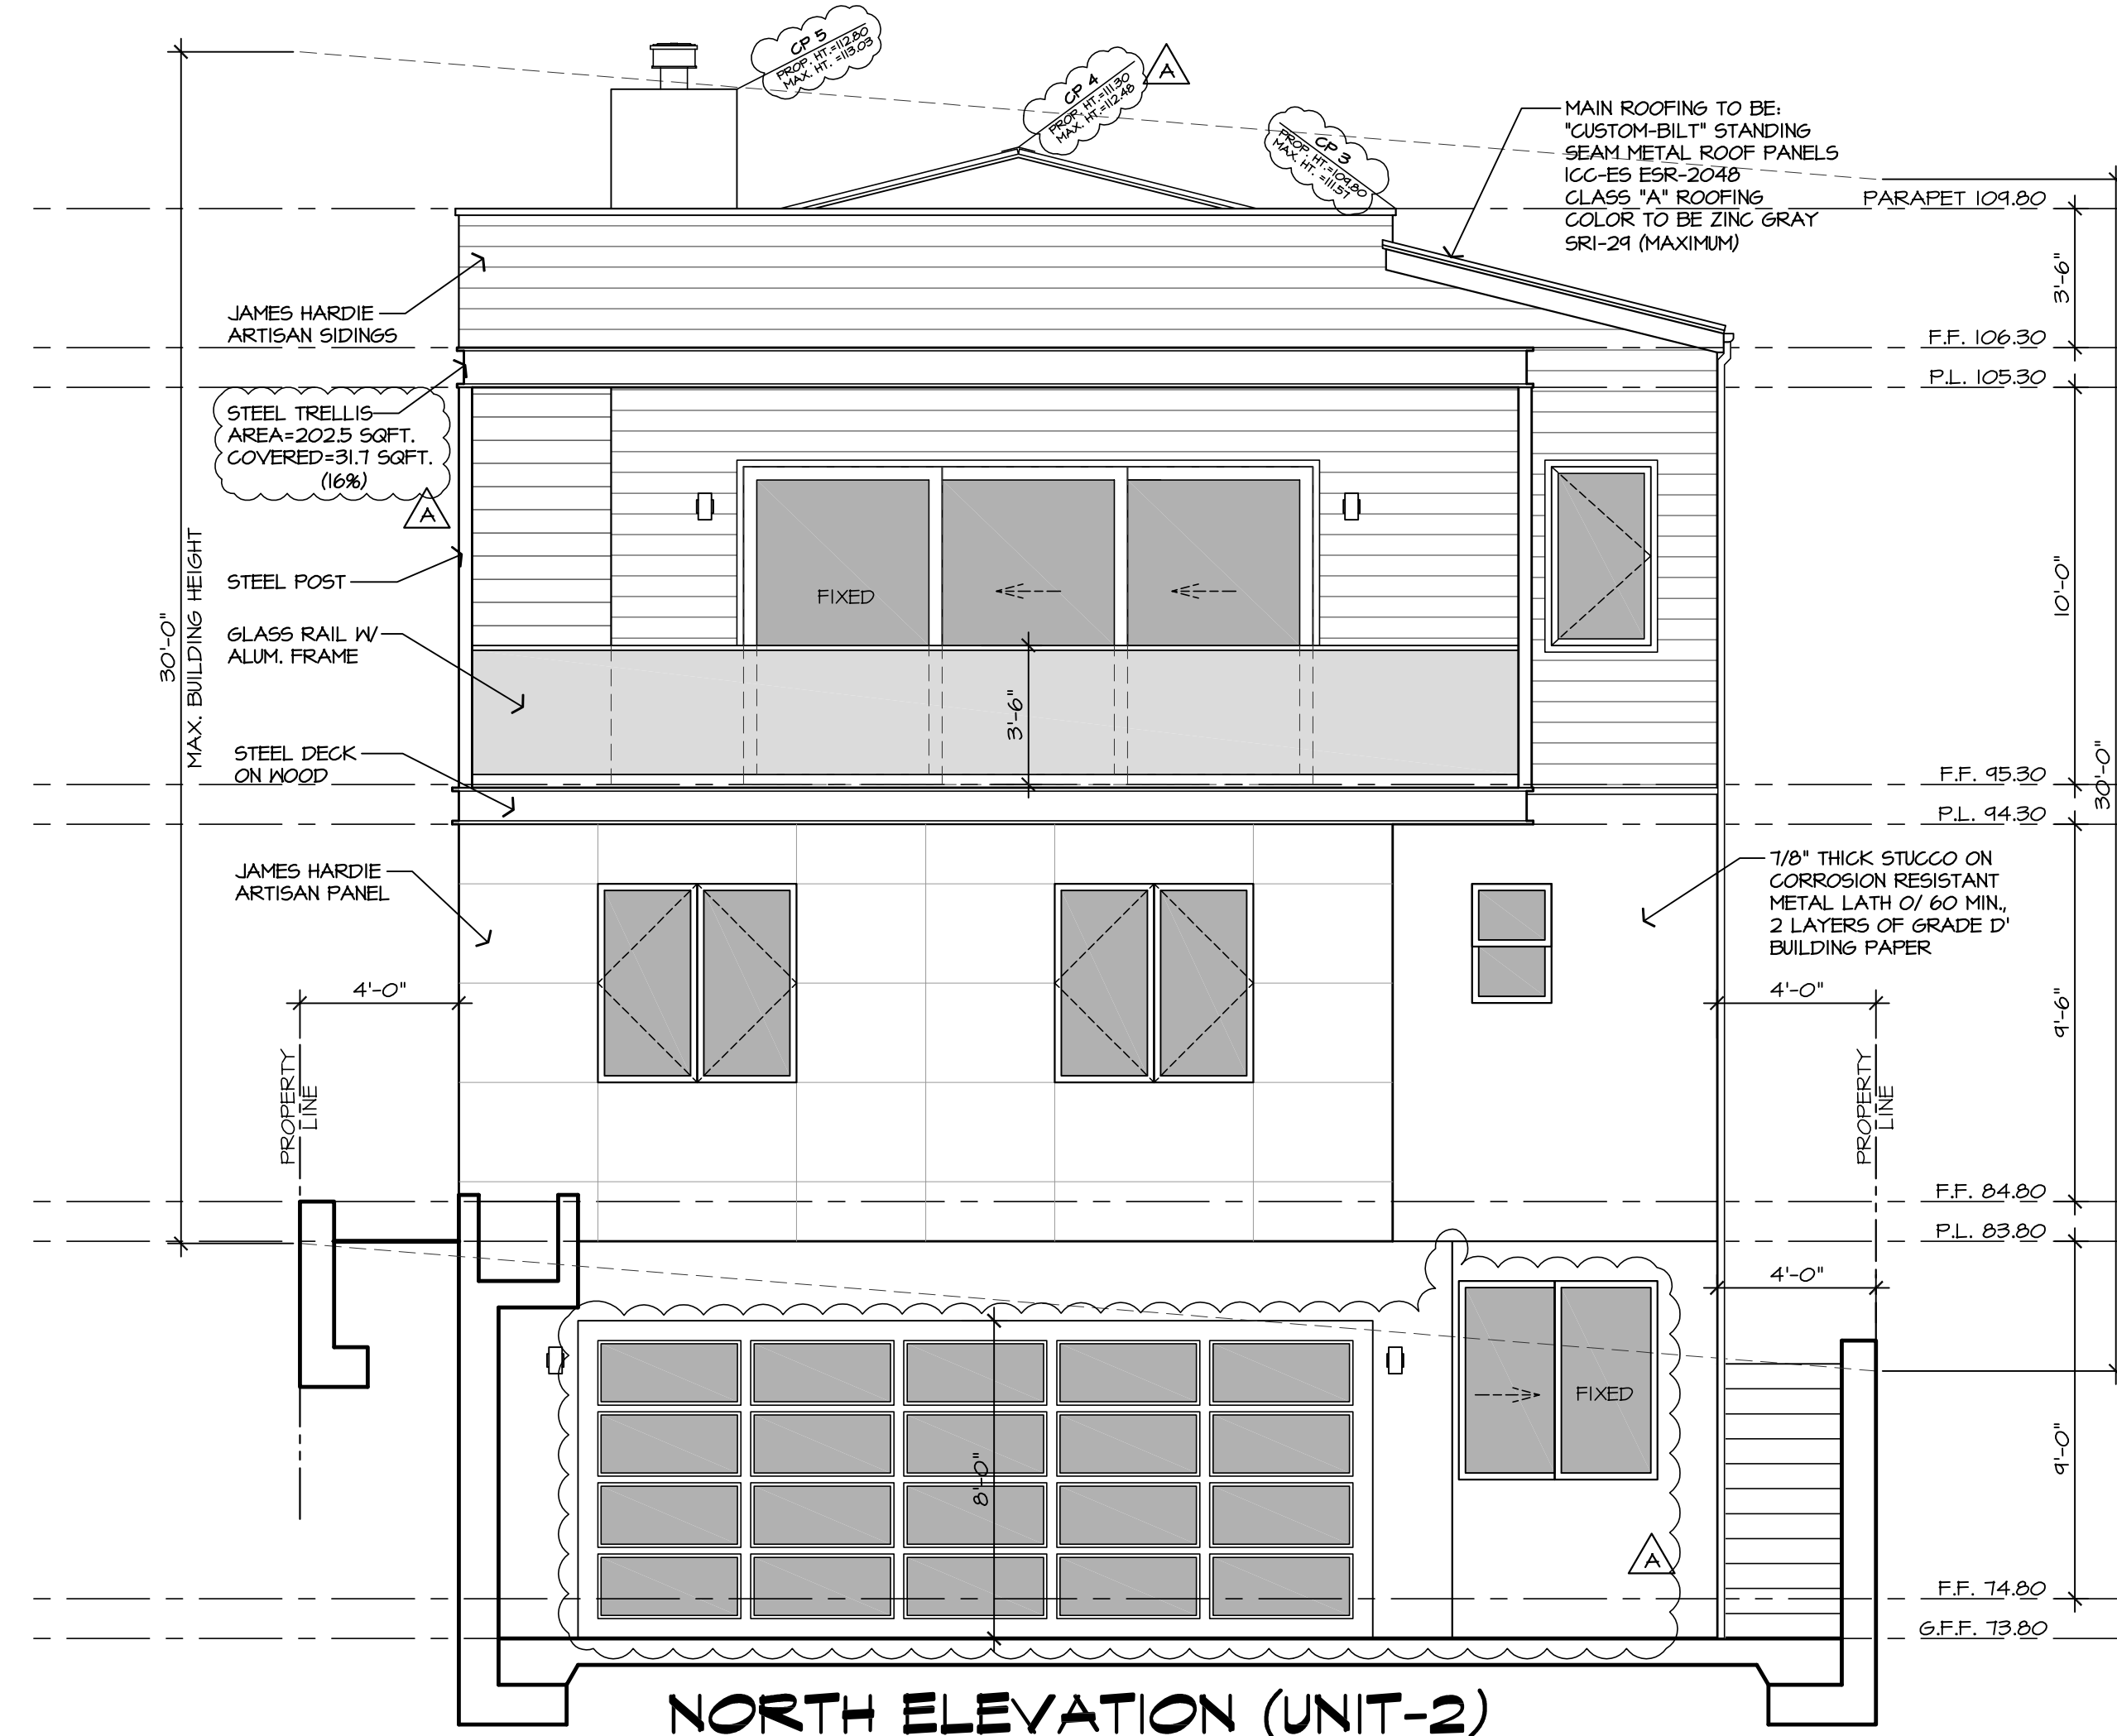 CP 5
PROP. HT.=112.80
MAX. HT. =113.03
CP 4
PROP. HT.=111.30
MAX. HT.=112.48
A
CP 3
PROP. HT.=109.80
MAX. HT. =111.57
MAIN ROOFING TO BE:
"CUSTOM-BILT" STANDING
SEAM METAL ROOF PANELS
ICC-ES ESR-2048
CLASS "A" ROOFING
COLOR TO BE ZINC GRAY
SRI-29 (MAXIMUM)
PARAPET 109.80
3'-6"
JAMES HARDIE
ARTISAN SIDINGS
F.F. 106.30
P.L. 105.30
STEEL TRELLIS
AREA=202.5 SQFT.
COVERED=31.7 SQFT.
(16%)
A
30'-0"
MAX. BUILDING HEIGHT
STEEL POST
FIXED
10'-0"
GLASS RAIL W/
ALUM. FRAME
3'-6"
STEEL DECK
ON WOOD
F.F. 95.30
30'-0"
P.L. 94.30
JAMES HARDIE
ARTISAN PANEL
7/8" THICK STUCCO ON
CORROSION RESISTANT
METAL LATH O/ 60 MIN.,
2 LAYERS OF GRADE D'
BUILDING PAPER
4'-0"
4'-0"
9'-6"
PROPERTY
LINE
PROPERTY
LINE
F.F. 84.80
P.L. 83.80
4'-0"
FIXED
8'-0"
9'-0"
A
F.F. 74.80
G.F.F. 73.80
NORTH ELEVATION (UNIT-2)